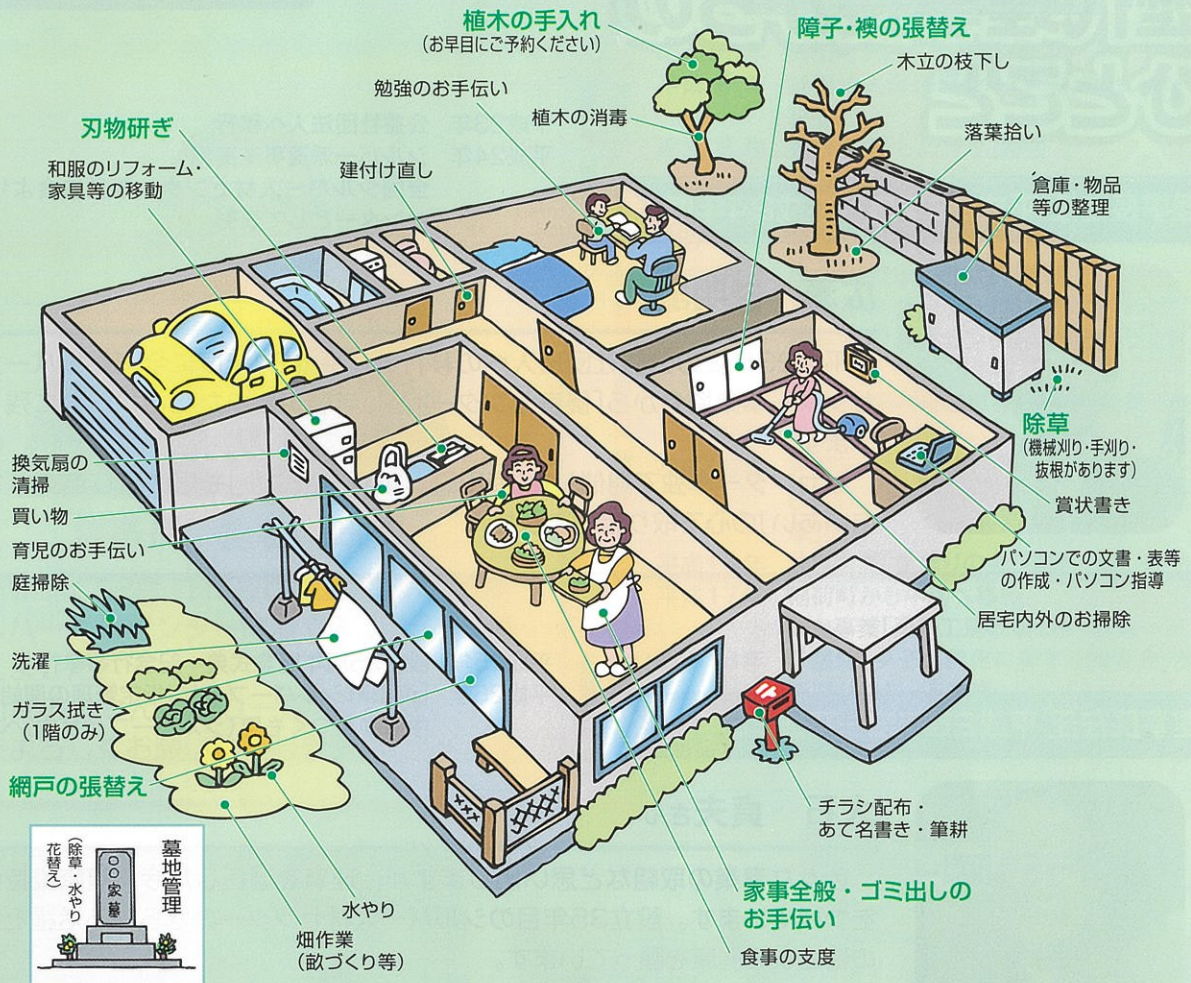 植木の手入れ
(お早目にご予約ください)
障子・襖の張替え
木立の枝下し
勉強のお手伝い
植木の消毒
落葉拾い
刃物研ぎ
和服のリフォーム・
家具等の移動
建付け直し
倉庫・物品
等の整理
除草
(機械刈り・手刈り・
抜根があります)
賞状書き
パソコンでの文書・表等
の作成・パソコン指導
居宅内外のお掃除
換気扇の
清掃
買い物
育児のお手伝い
庭掃除
洗濯
ガラス拭き
(1階のみ)
網戸の張替え
チラシ配布・
あて名書き・筆耕
家事全般・ゴミ出しの
お手伝い
食事の支度
水やり
畑作業
(畝づくり等)
墓地管理
(除草・水やり
花替え)
〇〇家墓